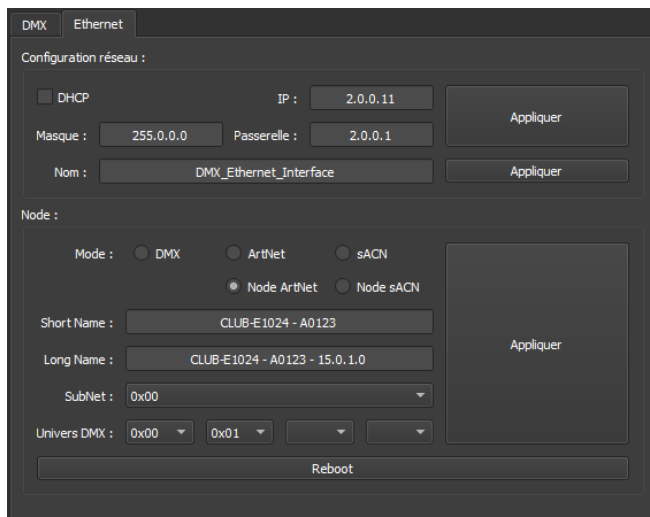 DMX Ethernet
Configuration réseau :
DHCP IP : 2.0.0.11
Appliquer
Masque : 255.0.0.0 Passerelle : 2.0.0.1
Nom : DMX_Ethernet_Interface Appliquer
Node :
Mode : DMX ArtNet sACN
Node ArtNet Node sACN
Short Name : CLUB-E1024 - A0123
Appliquer
Long Name : CLUB-E1024 - A0123 - 15.0.1.0
SubNet : 0x00
Univers DMX : 0x00 0x01
Reboot